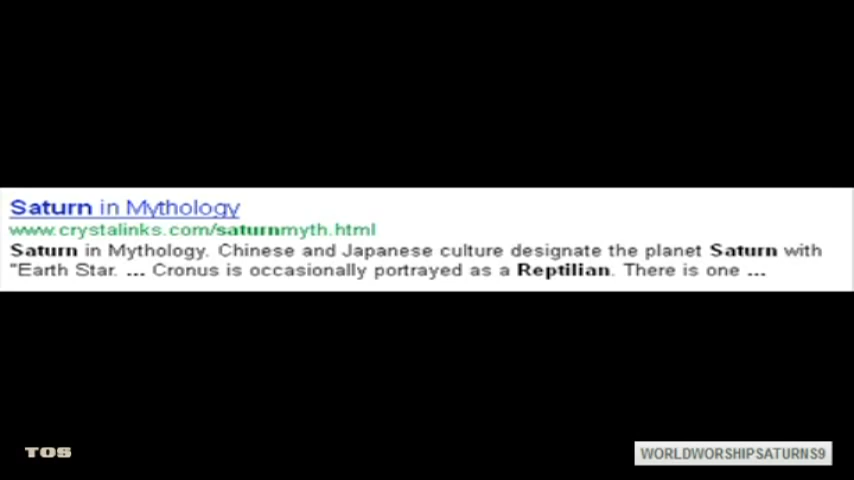 Saturn in Mythology
www.crystalinks.com/saturnmyth.html
Saturn in Mythology. Chinese and Japanese culture designate the planet Saturn with
"Earth Star. ... Cronus is occasionally portrayed as a Reptilian. There is one ...
TOS
WORLDWORSHIPSATURNS9